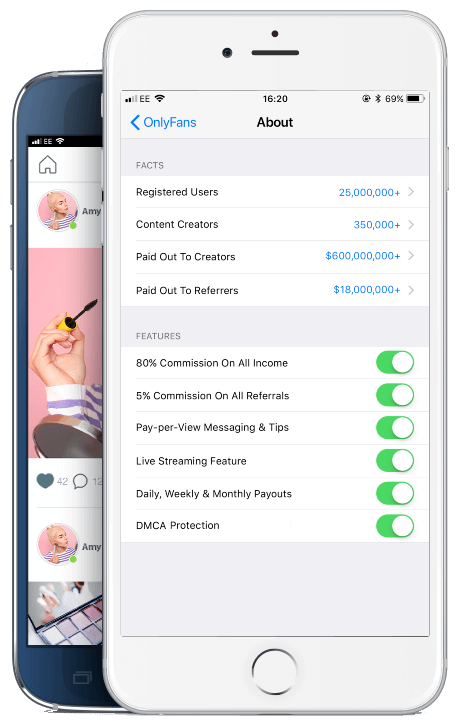 EE 16:20 69%
OnlyFans About
FACTS
Registered Users 25,000,000+
Content Creators 350,000+
Paid Out To Creators $600,000,000+
Paid Out To Referrers $18,000,000+
FEATURES
80% Commission On All Income
5% Commission On All Referrals
Pay-per-View Messaging & Tips
Live Streaming Feature
Daily, Weekly & Monthly Payouts
DMCA Protection
EE
Amy
42 12
Amy